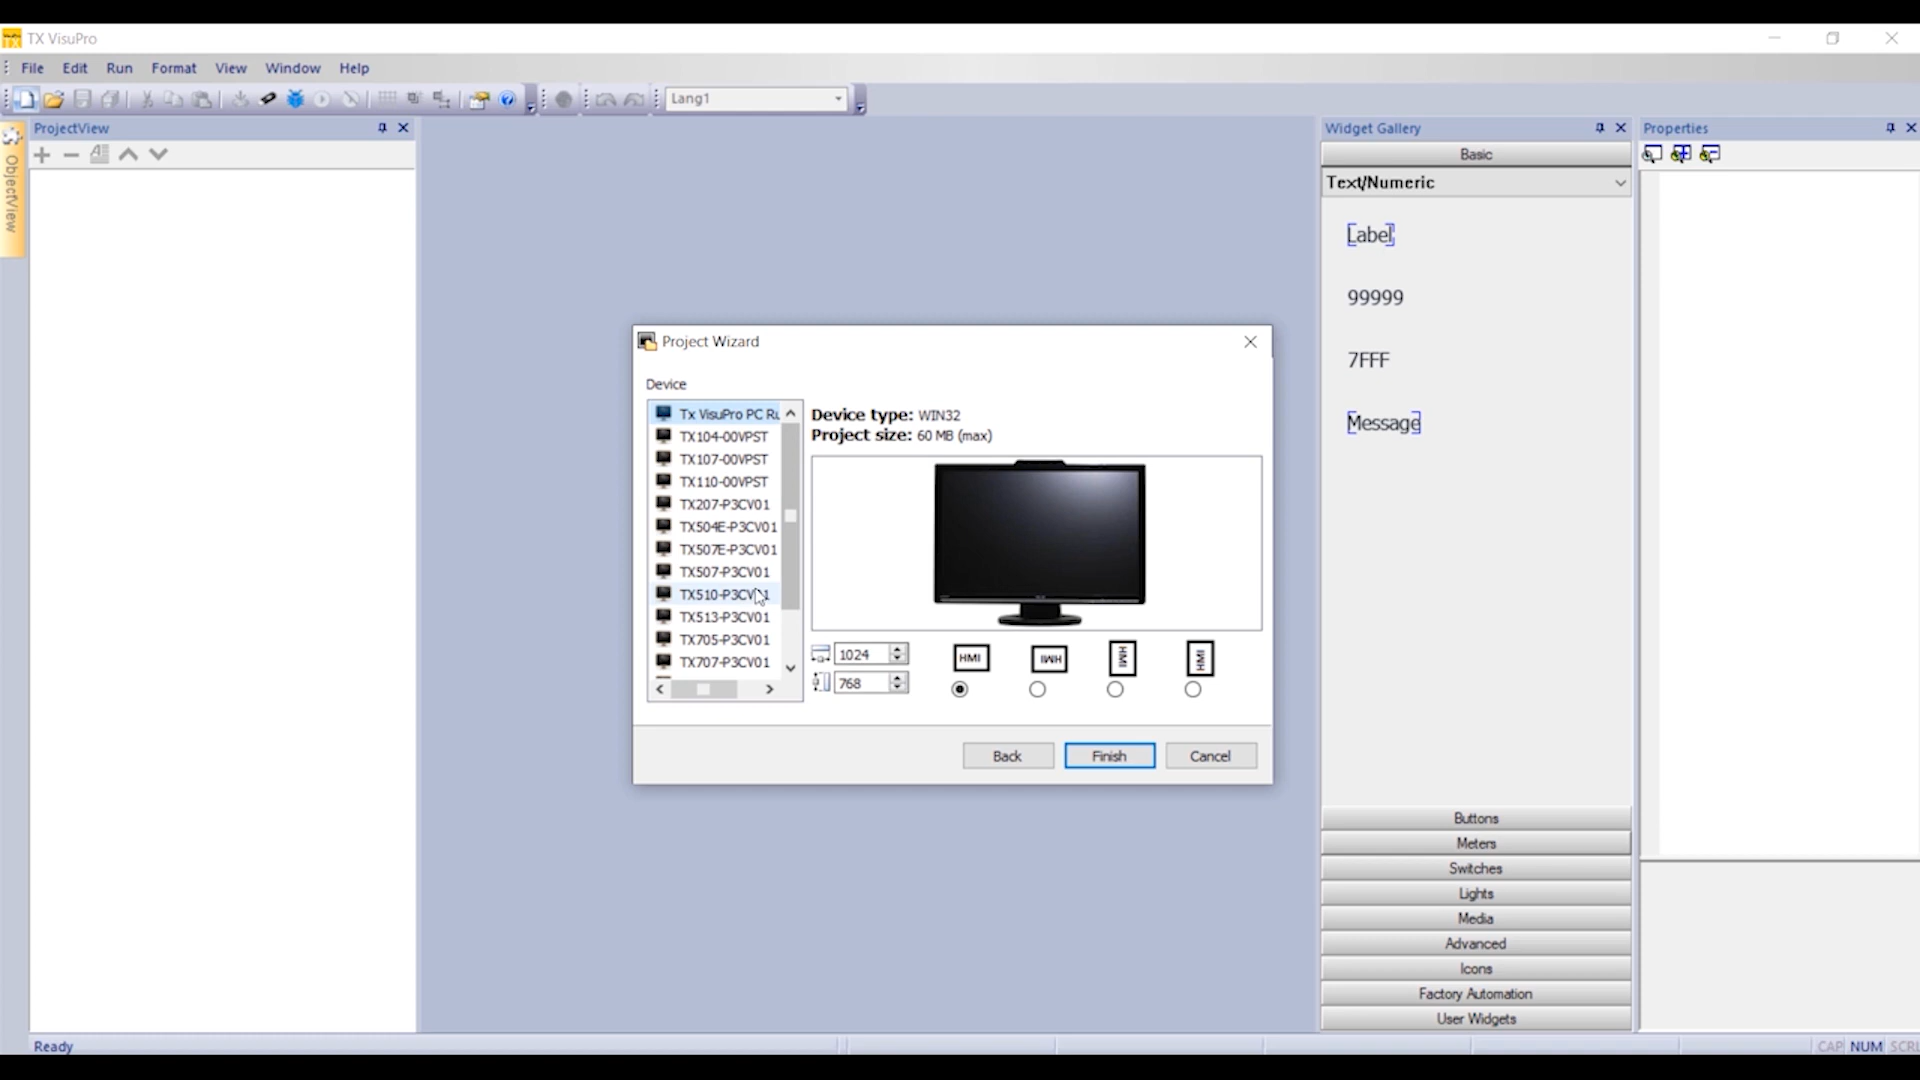 TX VisuPro
File Edit Run Format View Window Help
Lang1
ProjectView
ObjectView
Widget Gallery
Basic
Text/Numeric
Label
99999
7FFF
Message
Buttons
Meters
Switches
Lights
Media
Advanced
Icons
Factory Automation
User Widgets
Properties
Project Wizard
Device
Tx VisuPro PC Ru
TX104-00VPST
TX107-00VPST
TX110-00VPST
TX207-P3CV01
TX504E-P3CV01
TX507E-P3CV01
TX507-P3CV01
TX510-P3CV01
TX513-P3CV01
TX705-P3CV01
TX707-P3CV01
Device type: WIN32
Project size: 60 MB (max)
1024
768
HMI HMI HMI HMI
Back Finish Cancel
Ready
CAP NUM SCRL